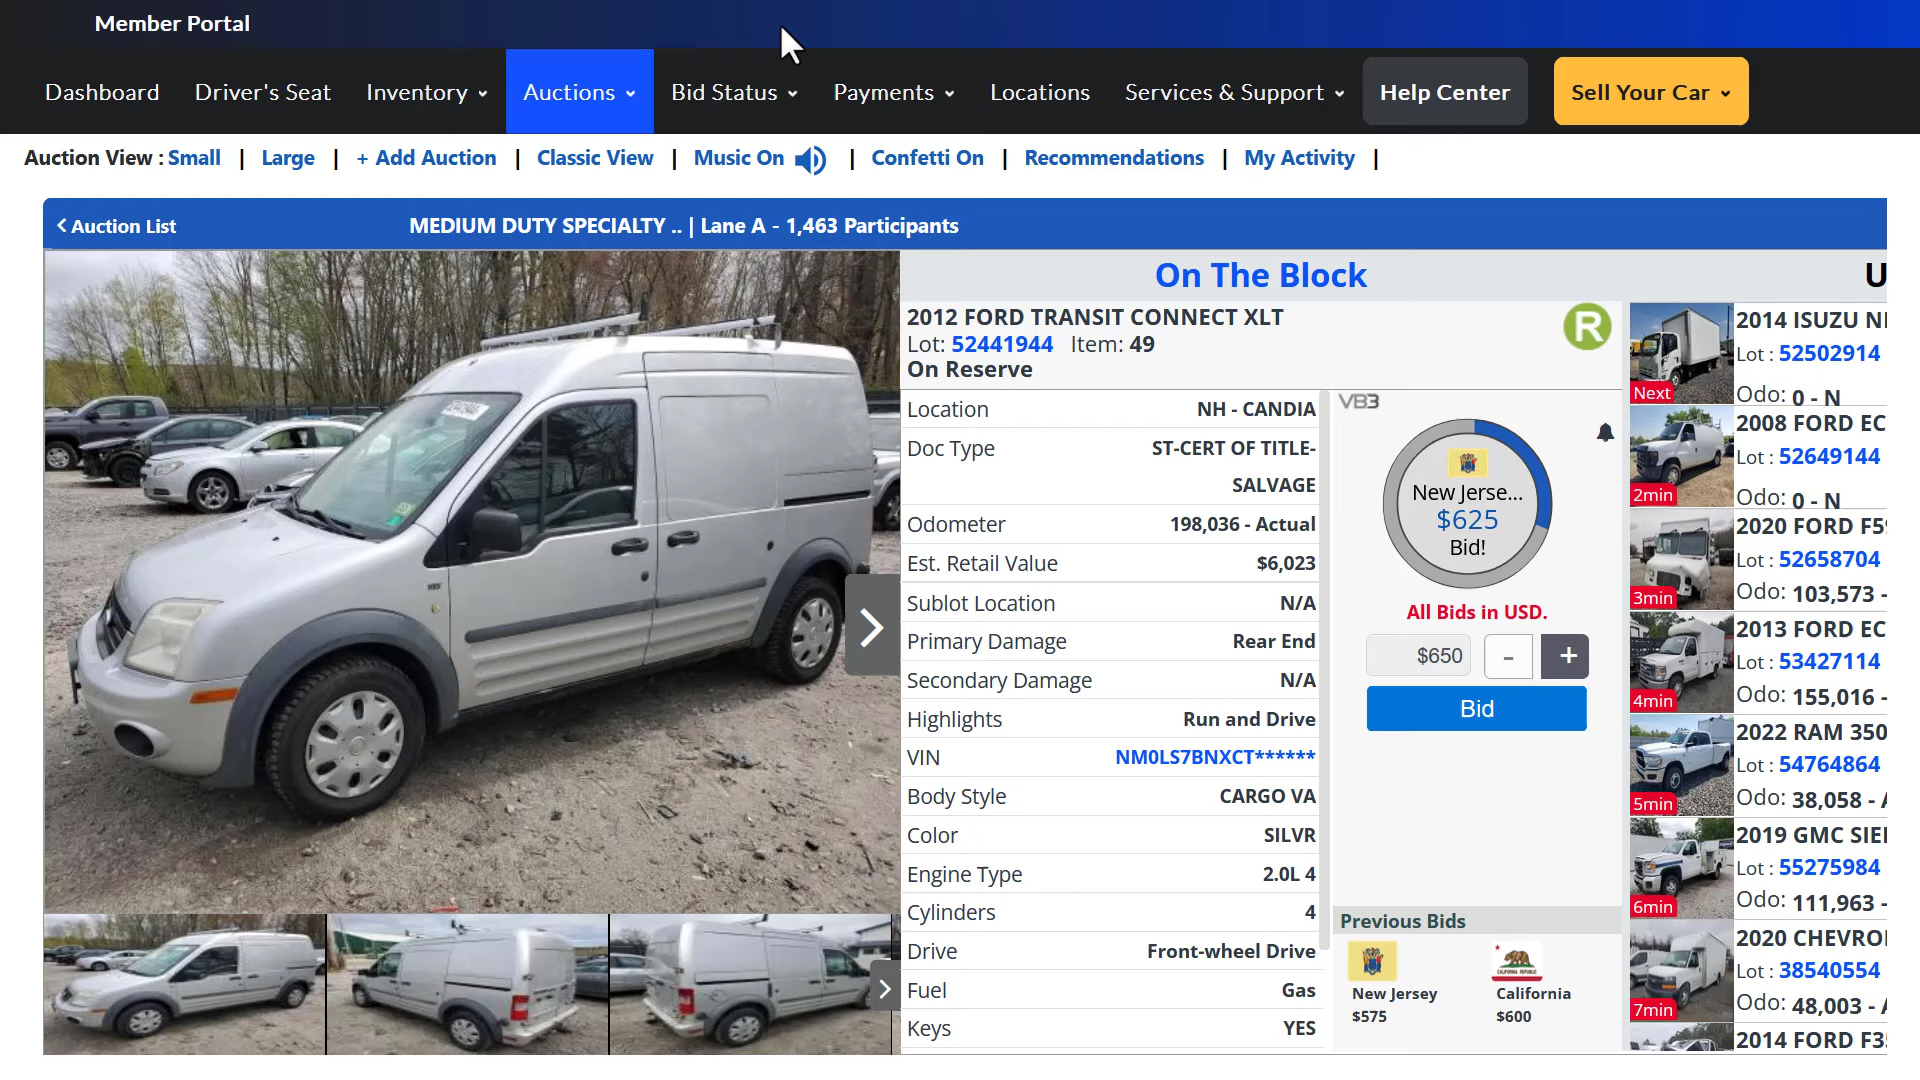 Member Portal
Dashboard Driver's Seat Inventory Auctions Bid Status Payments Locations Services & Support Help Center Sell Your Car
Auction View : Small | Large | + Add Auction | Classic View | Music On | Confetti On | Recommendations | My Activity |
< Auction List MEDIUM DUTY SPECIALTY .. | Lane A - 1,463 Participants
On The Block
U
2012 FORD TRANSIT CONNECT XLT
Lot: 52441944 Item: 49
On Reserve
R
Location NH - CANDIA
Doc Type ST-CERT OF TITLE-
SALVAGE
Odometer 198,036 - Actual
Est. Retail Value $6,023
Sublot Location N/A
Primary Damage Rear End
Secondary Damage N/A
Highlights Run and Drive
VIN NM0LS7BNXCT******
Body Style CARGO VA
Color SILVR
Engine Type 2.0L 4
Cylinders 4
Drive Front-wheel Drive
Fuel Gas
Keys YES
VB3
New Jerse...
$625
Bid!
All Bids in USD.
$650 - +
Bid
Previous Bids
New Jersey
$575
California
$600
2014 ISUZU N
Lot : 52502914
Next
Odo: 0 - N
2008 FORD EC
Lot : 52649144
2min
Odo: 0 - N
2020 FORD F5
Lot : 52658704
3min
Odo: 103,573 -
2013 FORD EC
Lot : 53427114
4min
Odo: 155,016 -
2022 RAM 350
Lot : 54764864
5min
Odo: 38,058 - A
2019 GMC SIE
Lot : 55275984
6min
Odo: 111,963 -
2020 CHEVRO
Lot : 38540554
7min
Odo: 48,003 - A
2014 FORD F3